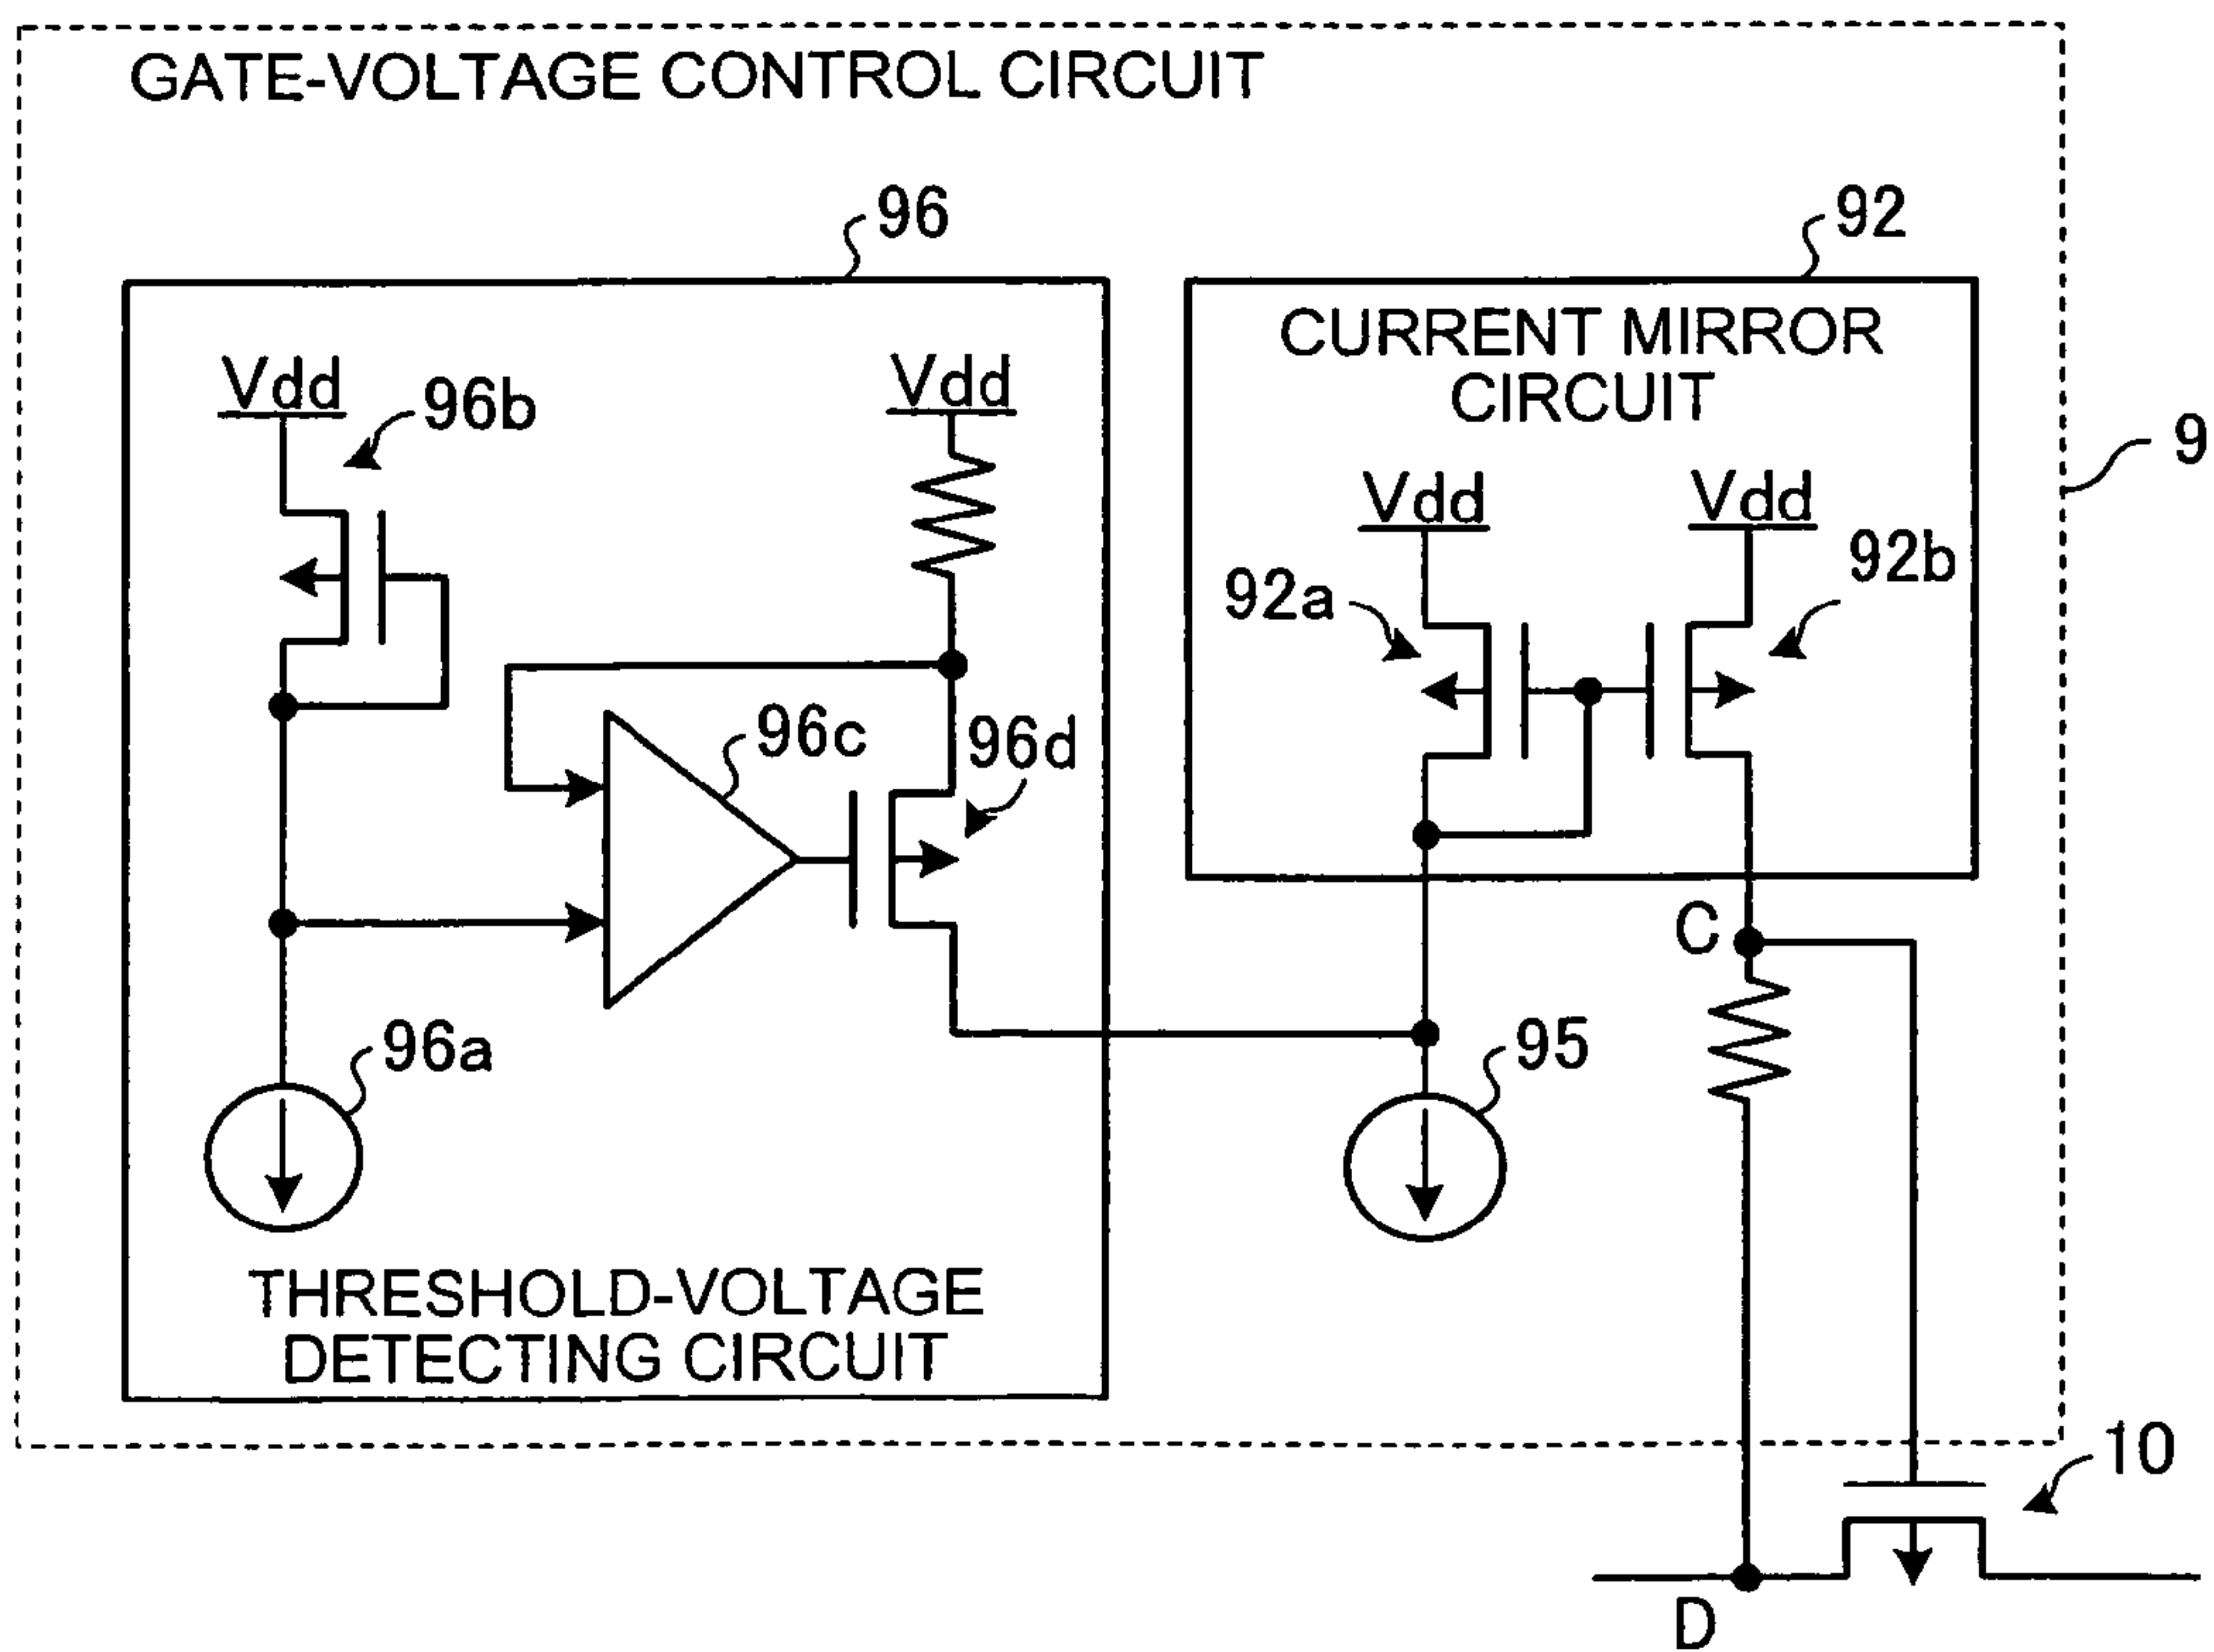 GATE-VOLTAGE CONTROL CIRCUIT
96
92
CURRENT MIRROR
CIRCUIT
Vdd
96b
Vdd
9
Vdd
Vdd
92a
92b
96c
96d
C
96a
95
THRESHOLD-VOLTAGE
DETECTING CIRCUIT
10
D